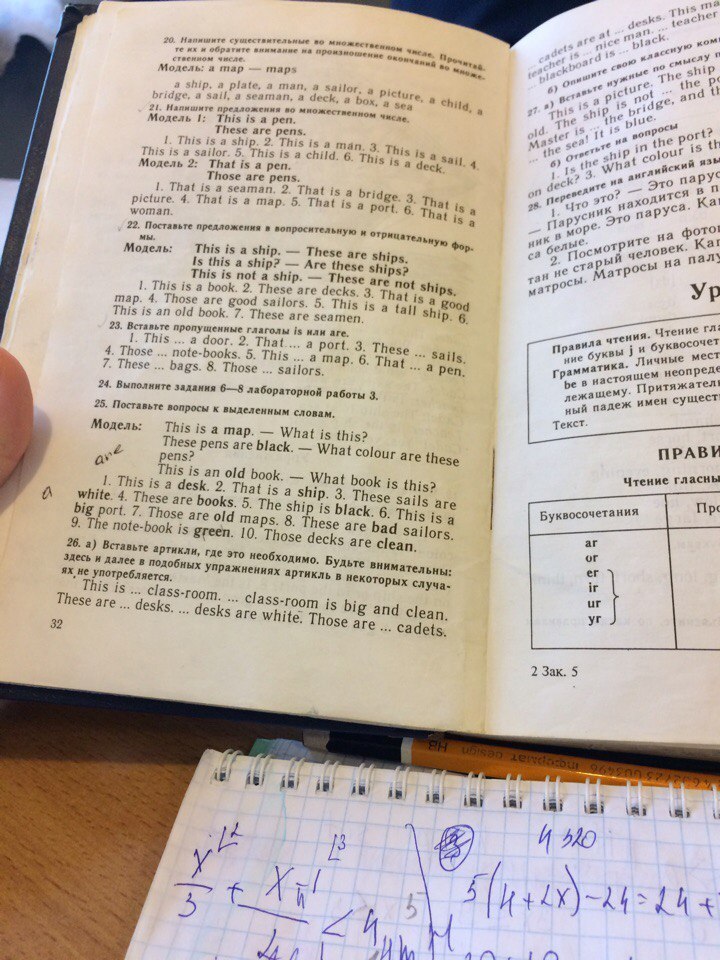 20. Напишите существительные во множественном числе. Прочитай-
те их и обратите внимание на произношение окончаний во множе-
ственном числе.
Модель: a map — maps
a ship, a plate, a man, a sailor, a picture, a child, a
bridge, a sail, a seaman, a deck, a box, a sea
21. Напишите предложения во множественном числе.
Модель 1: This is a pen.
These are pens.
1. This is a ship. 2. This is a man. 3. This is a sail. 4.
This is a sailor. 5. This is a child. 6. This is a deck.
Модель 2: That is a pen.
Those are pens.
1. That is a seaman. 2. That is a bridge. 3. That is a
picture. 4. That is a map. 5. That is a port. 6. That is a
woman.
22. Поставьте предложения в вопросительную и отрицательную фор-
мы.
Модель: This is a ship. — These are ships.
Is this a ship? — Are these ships?
This is not a ship. — These are not ships.
1. This is a book. 2. These are decks. 3. That is a good
map. 4. Those are good sailors. 5. This is a tall ship. 6.
This is an old book. 7. These are seamen.
23. Вставьте пропущенные глаголы is или are.
1. This ... a door. 2. That ... a port. 3. These ... sails.
4. Those ... note-books. 5. This ... a map. 6. That ... a pen.
7. These ... bags. 8. Those ... sailors.
24. Выполните задания 6—8 лабораторной работы 3.
25. Поставьте вопросы к выделенным словам.
Модель: This is a map. — What is this?
These pens are black. — What colour are these
pens?
This is an old book. — What book is this?
are
1. This is a desk. 2. That is a ship. 3. These sails are
white. 4. These are books. 5. The ship is black. 6. This is a
big port. 7. Those are old maps. 8. These are bad sailors.
9. The note-book is green. 10. Those decks are clean.
26. а) Вставьте артикли, где это необходимо. Будьте внимательны:
здесь и далее в подобных упражнениях артикль в некоторых случа-
ях не употребляется.
This is ... class-room. ... class-room is big and clean.
These are ... desks. ... desks are white. Those are ... cadets.
32
... cadets are at ... desks. This
teacher is ... nice man. ... teacher
... blackboard is ... black.
б) Опишите свою классную
27. а) Вставьте нужные по смыслу
This is a picture. The ship
old. The ship is not ... the
Master is ... the bridge, and
... the sea! It is blue.
б) Ответьте на вопросы
1. Is the ship in the port?
on deck? 3. What colour is
28. Переведите на английский
1. Что это? — Это
— Парусник находится в
ник в море. Это паруса.
са белые.
2. Посмотрите на
тан не старый человек.
матросы. Матросы на
Правила чтения. Чтение
ние буквы j и
Грамматика. Личные
be в настоящем
лежащему.
ный падеж имен
Текст.
Чтение
Буквосочетания
ar
or
er
ir
ur
yr
2 Зак. 5
HB
4 320
5(4+2x)-24=24+